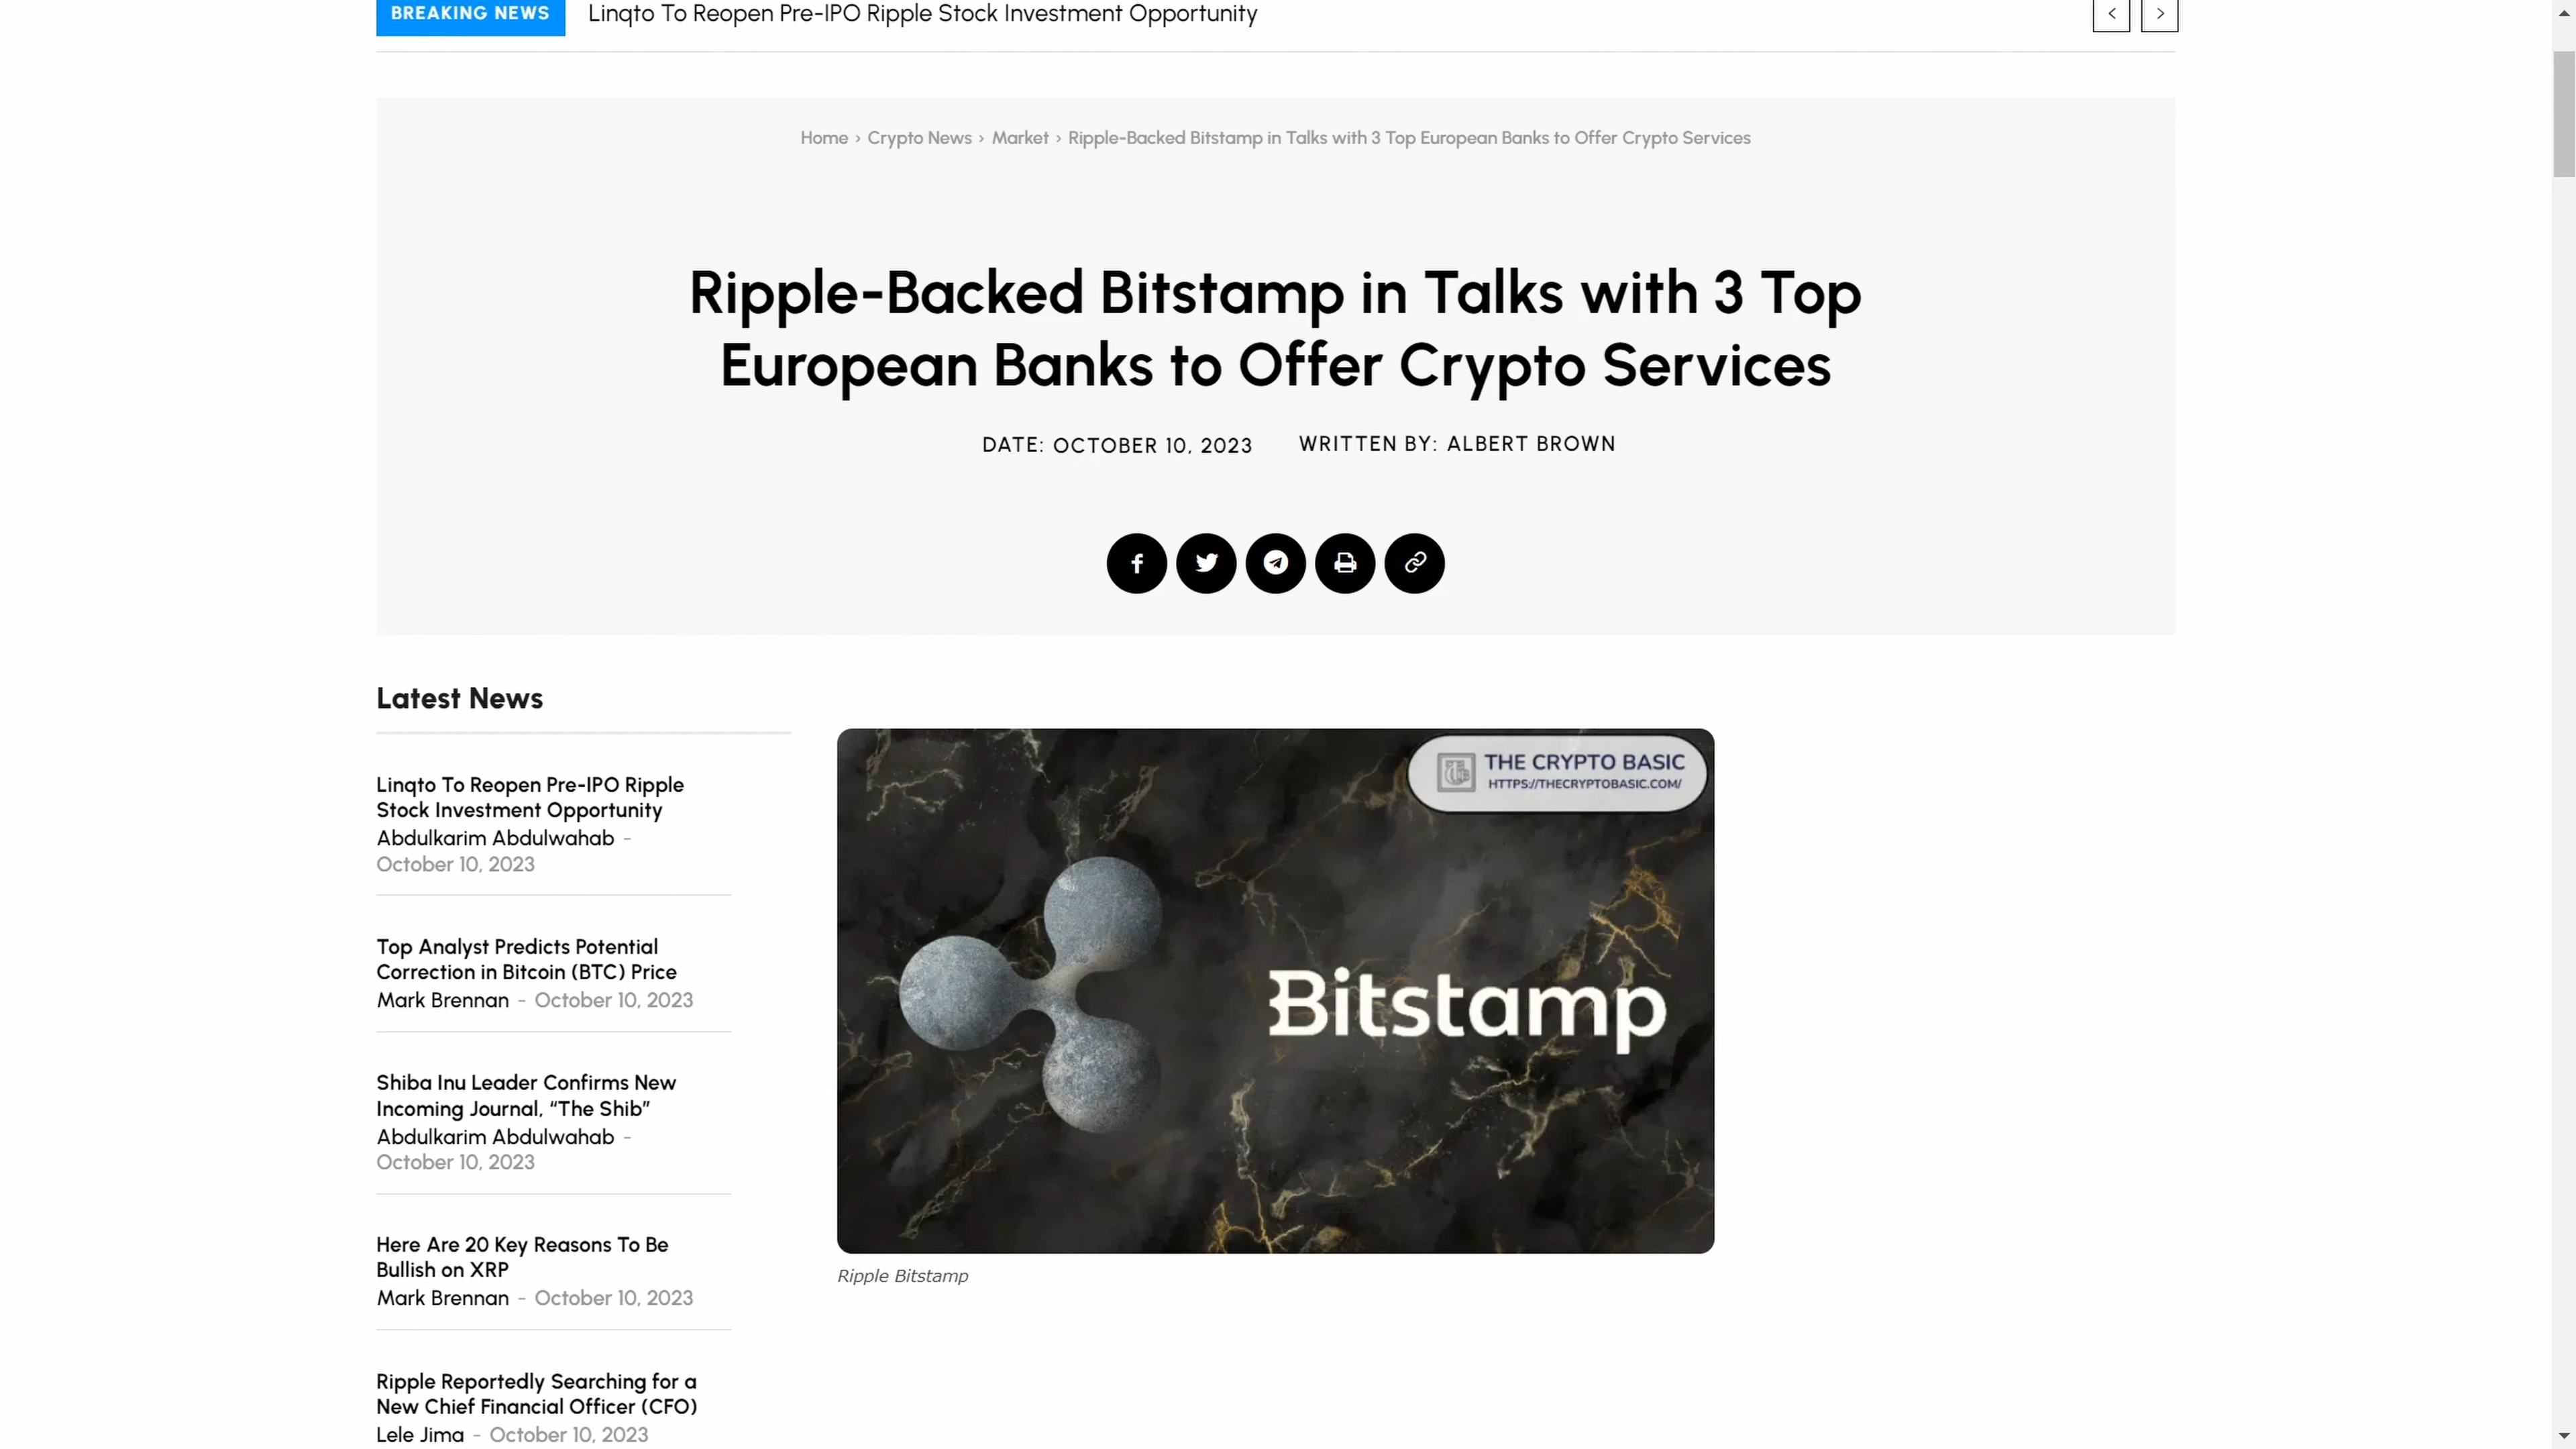 BREAKING NEWS
Linqto To Reopen Pre-IPO Ripple Stock Investment Opportunity
Home › Crypto News › Market › Ripple-Backed Bitstamp in Talks with 3 Top European Banks to Offer Crypto Services
Ripple-Backed Bitstamp in Talks with 3 Top
European Banks to Offer Crypto Services
DATE: OCTOBER 10, 2023 WRITTEN BY: ALBERT BROWN
Latest News
Linqto To Reopen Pre-IPO Ripple
Stock Investment Opportunity
Abdulkarim Abdulwahab -
October 10, 2023
Top Analyst Predicts Potential
Correction in Bitcoin (BTC) Price
Mark Brennan - October 10, 2023
Shiba Inu Leader Confirms New
Incoming Journal, “The Shib”
Abdulkarim Abdulwahab -
October 10, 2023
Here Are 20 Key Reasons To Be
Bullish on XRP
Mark Brennan - October 10, 2023
Ripple Reportedly Searching for a
New Chief Financial Officer (CFO)
Lele Jima - October 10, 2023
THE CRYPTO BASIC
HTTPS://THECRYPTOBASIC.COM/
Bitstamp
Ripple Bitstamp